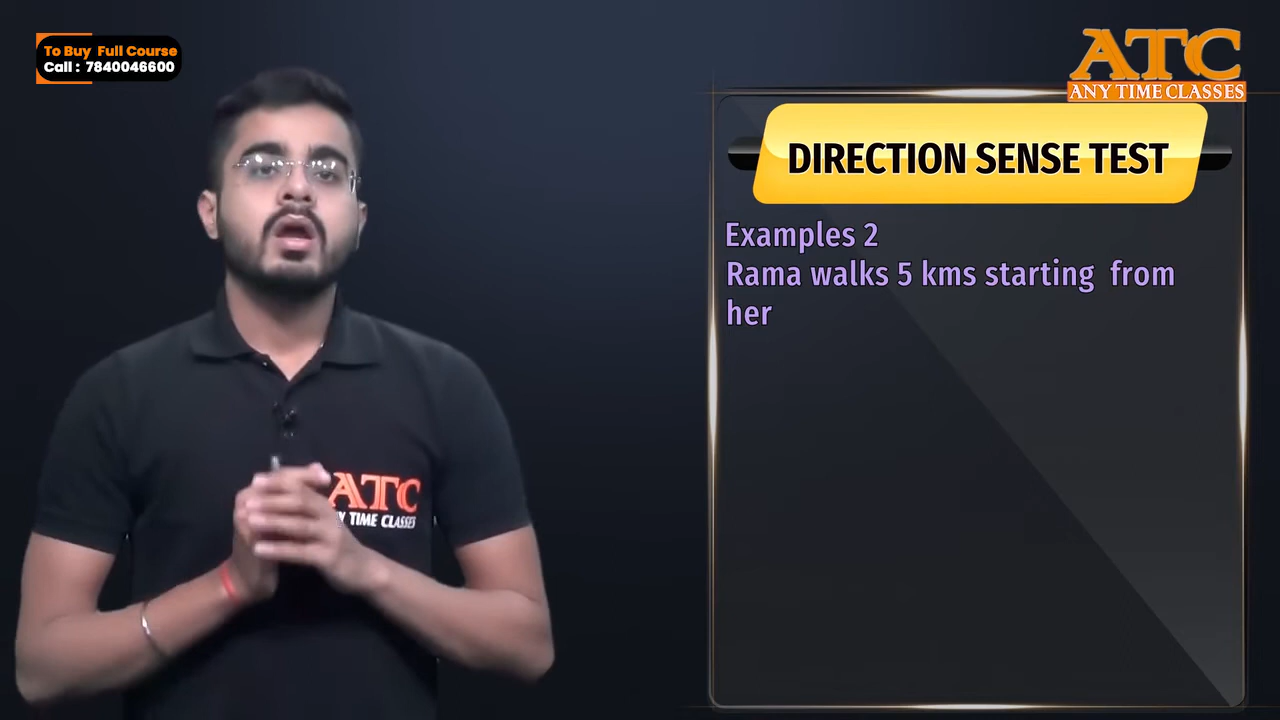 To Buy Full Course
Call : 7840046600
ATC
ANY TIME CLASSES
DIRECTION SENSE TEST
Examples 2
Rama walks 5 kms starting from
her
ATC
NY TIME CLASSES